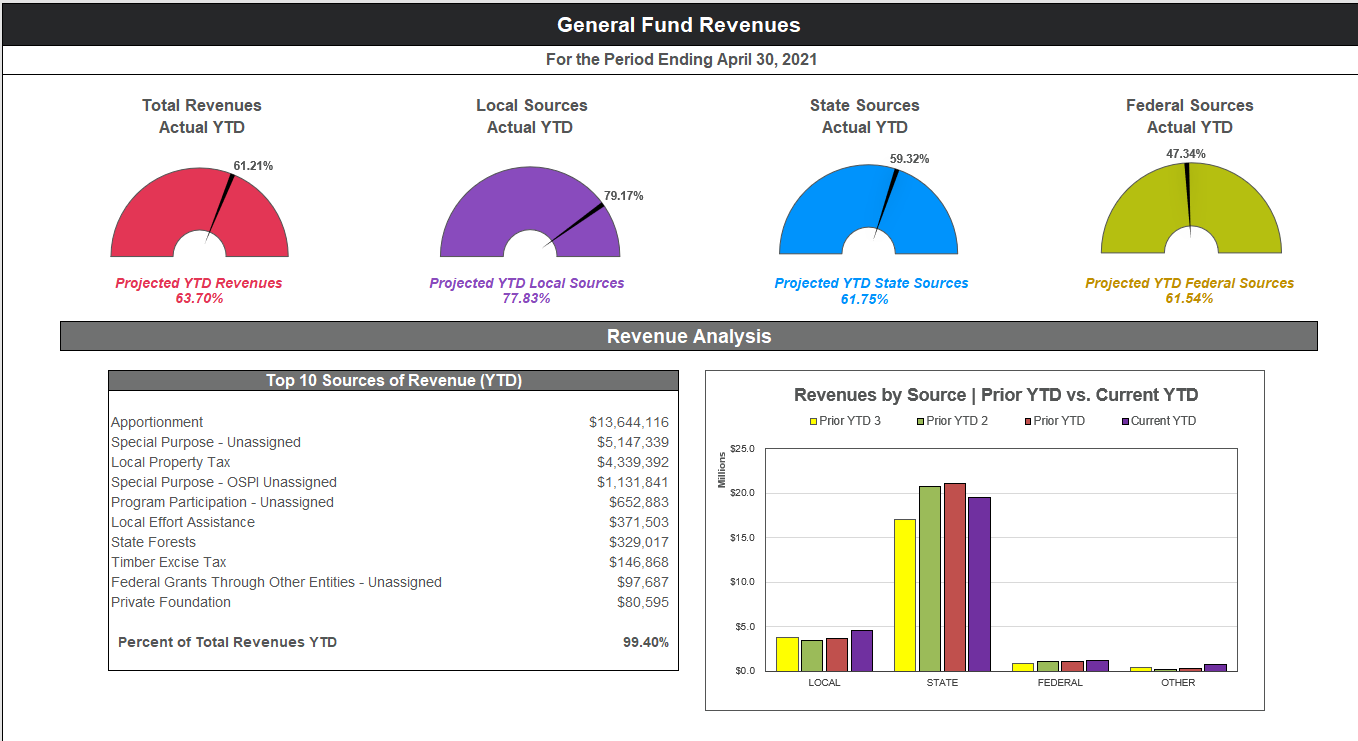 General Fund Revenues
For the Period Ending April 30, 2021
Total Revenues
Actual YTD
61.21%
Projected YTD Revenues
63.70%
Local Sources
Actual YTD
79.17%
Projected YTD Local Sources
77.83%
State Sources
Actual YTD
59.32%
Projected YTD State Sources
61.75%
Federal Sources
Actual YTD
47.34%
Projected YTD Federal Sources
61.54%
Revenue Analysis
Top 10 Sources of Revenue (YTD)
Apportionment $13,644,116
Special Purpose - Unassigned $5,147,339
Local Property Tax $4,339,392
Special Purpose - OSPI Unassigned $1,131,841
Program Participation - Unassigned $652,883
Local Effort Assistance $371,503
State Forests $329,017
Timber Excise Tax $146,868
Federal Grants Through Other Entities - Unassigned $97,687
Private Foundation $80,595
Percent of Total Revenues YTD 99.40%
Revenues by Source | Prior YTD vs. Current YTD
Prior YTD 3 Prior YTD 2 Prior YTD Current YTD
Millions
$25.0
$20.0
$15.0
$10.0
$5.0
$0.0
LOCAL STATE FEDERAL OTHER